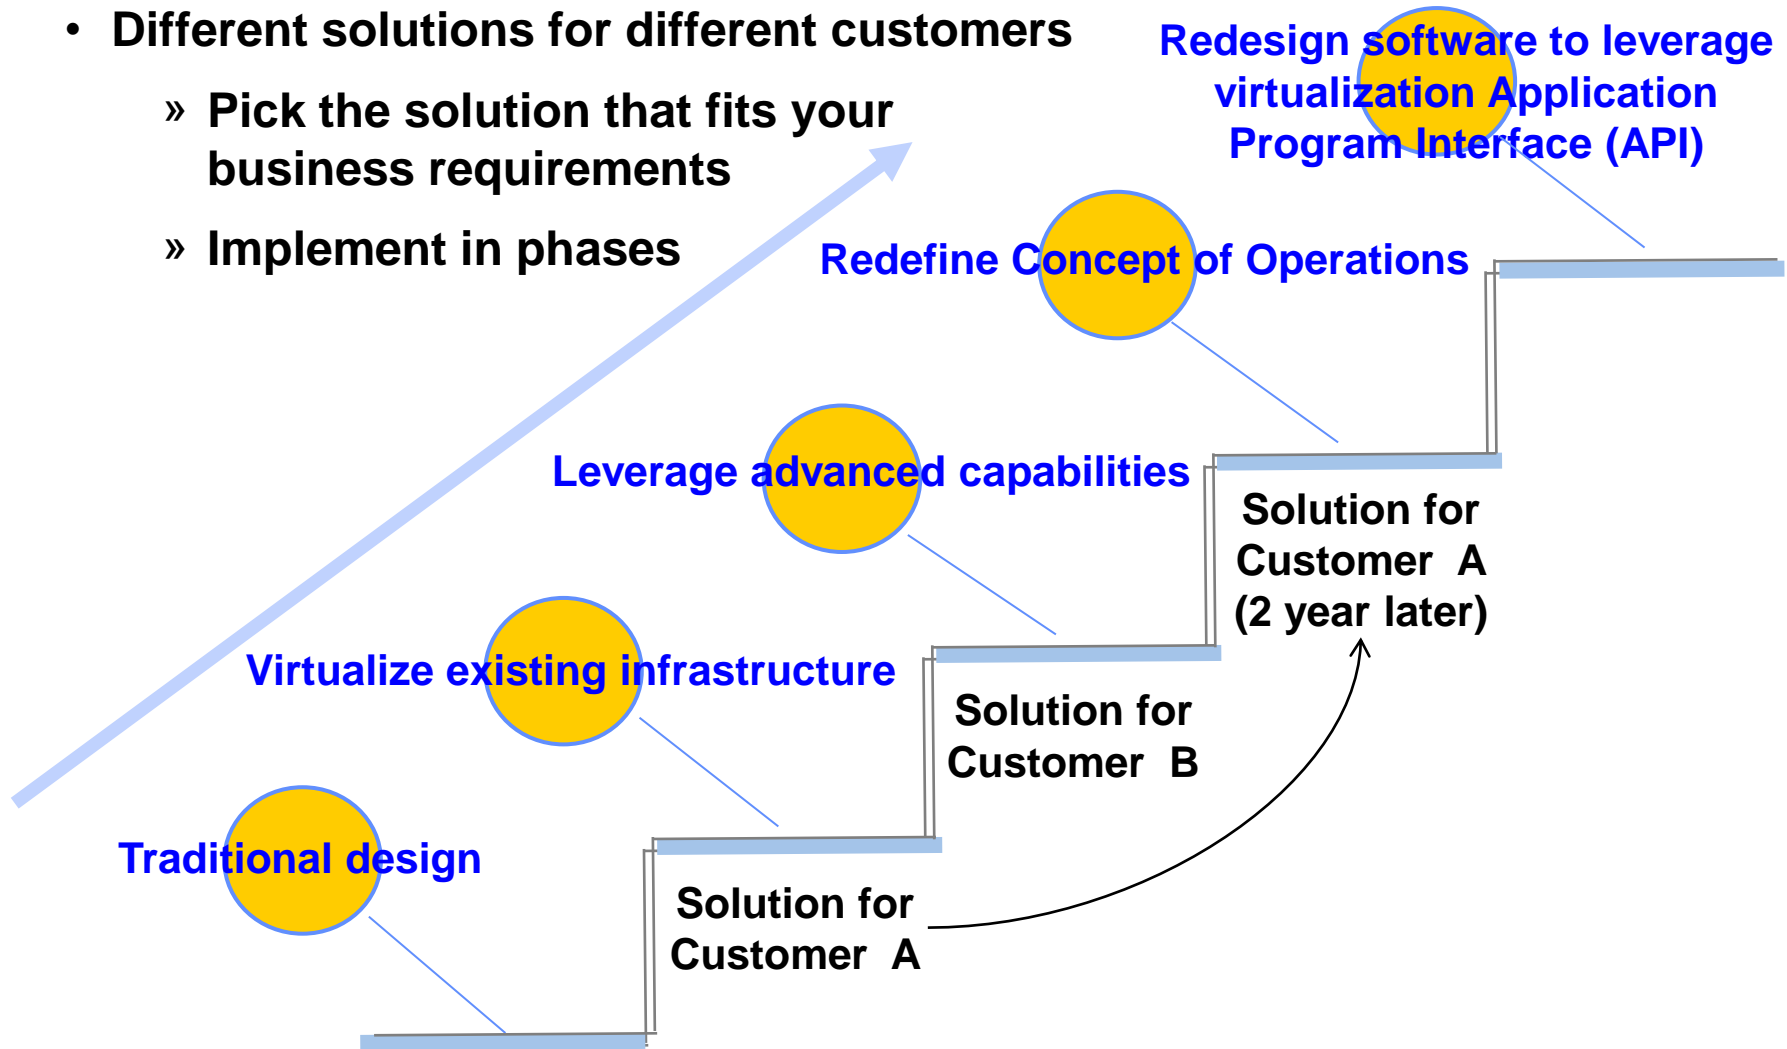 • Different solutions for different customers
» Pick the solution that fits your
business requirements
» Implement in phases
Redesign software to leverage
virtualization Application
Program Interface (API)
Redefine Concept of Operations
Leverage advanced capabilities
Solution for
Customer A
(2 year later)
Virtualize existing infrastructure
Solution for
Customer B
Traditional design
Solution for
Customer A